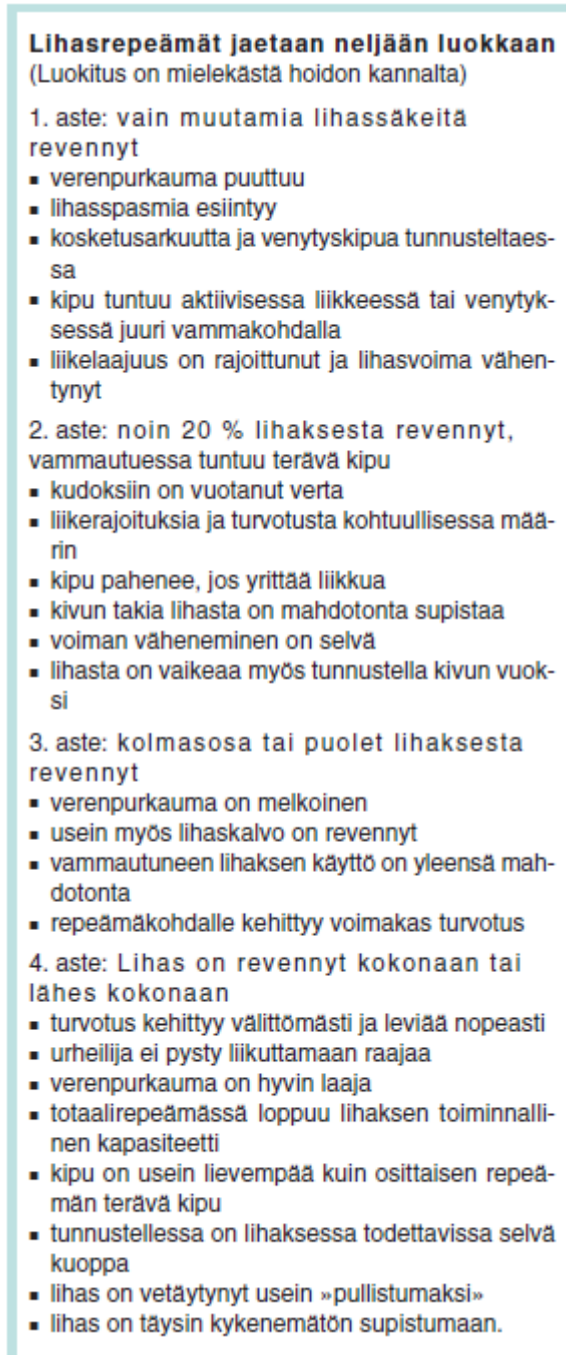 Lihasrepeämät jaetaan neljään luokkaan
(Luokitus on mielekästä hoidon kannalta)
1. aste: vain muutamia lihassäkeitä
revennyt
▪ verenpurkauma puuttuu
▪ lihasspasmia esiintyy
▪ kosketusarkuutta ja venytyskipua tunnusteltaes-
sa
▪ kipu tuntuu aktiivisessa liikkeessä tai venytyk-
sessä juuri vammakohdalla
▪ liikelaajuus on rajoittunut ja lihasvoima vähen-
tynyt
2. aste: noin 20 % lihaksesta revennyt,
vammautuessa tuntuu terävä kipu
▪ kudoksiin on vuotanut verta
▪ liikerajoituksia ja turvotusta kohtuullisessa mää-
rin
▪ kipu pahenee, jos yrittää liikkua
▪ kivun takia lihasta on mahdotonta supistaa
▪ voiman väheneminen on selvä
▪ lihasta on vaikeaa myös tunnustella kivun vuok-
si
3. aste: kolmasosa tai puolet lihaksesta
revennyt
▪ verenpurkauma on melkoinen
▪ usein myös lihaskalvo on revennyt
▪ vammautuneen lihaksen käyttö on yleensä mah-
dotonta
▪ repeämäkohdalle kehittyy voimakas turvotus
4. aste: Lihas on revennyt kokonaan tai
lähes kokonaan
▪ turvotus kehittyy välittömästi ja leviää nopeasti
▪ urheilija ei pysty liikuttamaan raajaa
▪ verenpurkauma on hyvin laaja
▪ totaalirepeämässä loppuu lihaksen toiminnalli-
nen kapasiteetti
▪ kipu on usein lievempää kuin osittaisen repeä-
män terävä kipu
▪ tunnustellessa on lihaksessa todettavissa selvä
kuoppa
▪ lihas on vetäytynyt usein »pullistumaksi»
▪ lihas on täysin kykenemätön supistumaan.